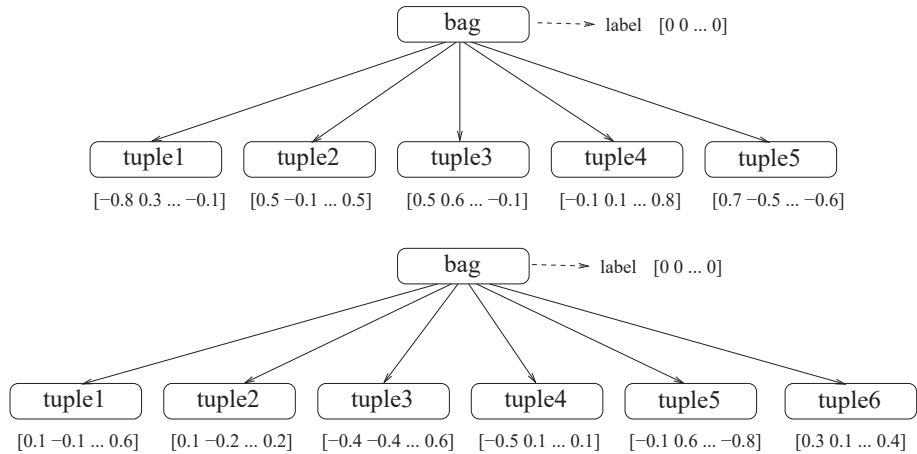 bag
label [0 0 ... 0]
tuple1 tuple2 tuple3 tuple4 tuple5
[−0.8 0.3 ... −0.1] [0.5 −0.1 ... 0.5] [0.5 0.6 ... −0.1] [−0.1 0.1 ... 0.8] [0.7 −0.5 ... −0.6]
bag
label [0 0 ... 0]
tuple1 tuple2 tuple3 tuple4 tuple5 tuple6
[0.1 −0.1 ... 0.6] [0.1 −0.2 ... 0.2] [−0.4 −0.4 ... 0.6] [−0.5 0.1 ... 0.1] [−0.1 0.6 ... −0.8] [0.3 0.1 ... 0.4]